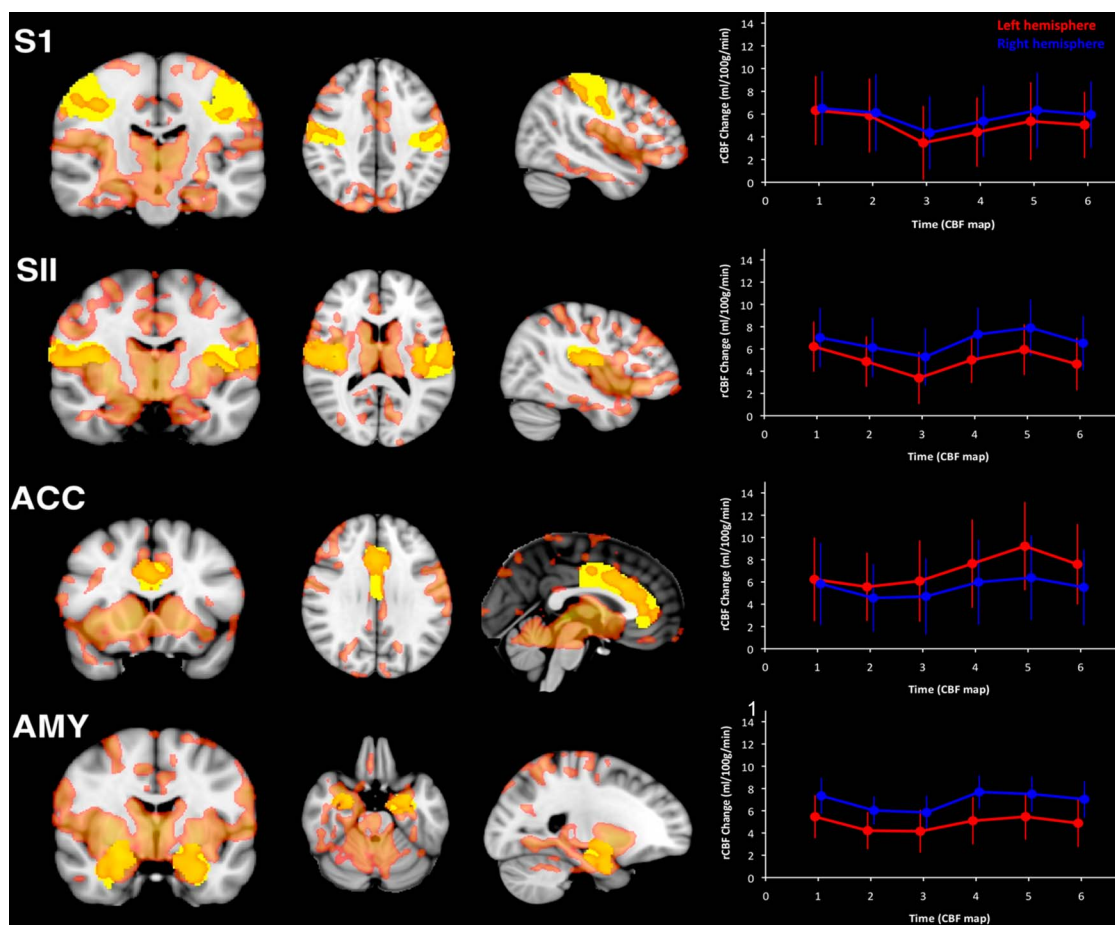 S1
Left hemisphere
Right hemisphere
rCBF Change (ml/100g/min)
14
12
10
8
6
4
2
0
0 1 2 3 4 5 6
Time (CBF map)
SII
rCBF Change (ml/100g/min)
14
12
10
8
6
4
2
0
0 1 2 3 4 5 6
Time (CBF map)
ACC
rCBF Change (ml/100g/min)
14
12
10
8
6
4
2
0
0 1 2 3 4 5 6
Time (CBF map)
AMY
1
rCBF Change (ml/100g/min)
14
12
10
8
6
4
2
0
0 1 2 3 4 5 6
Time (CBF map)